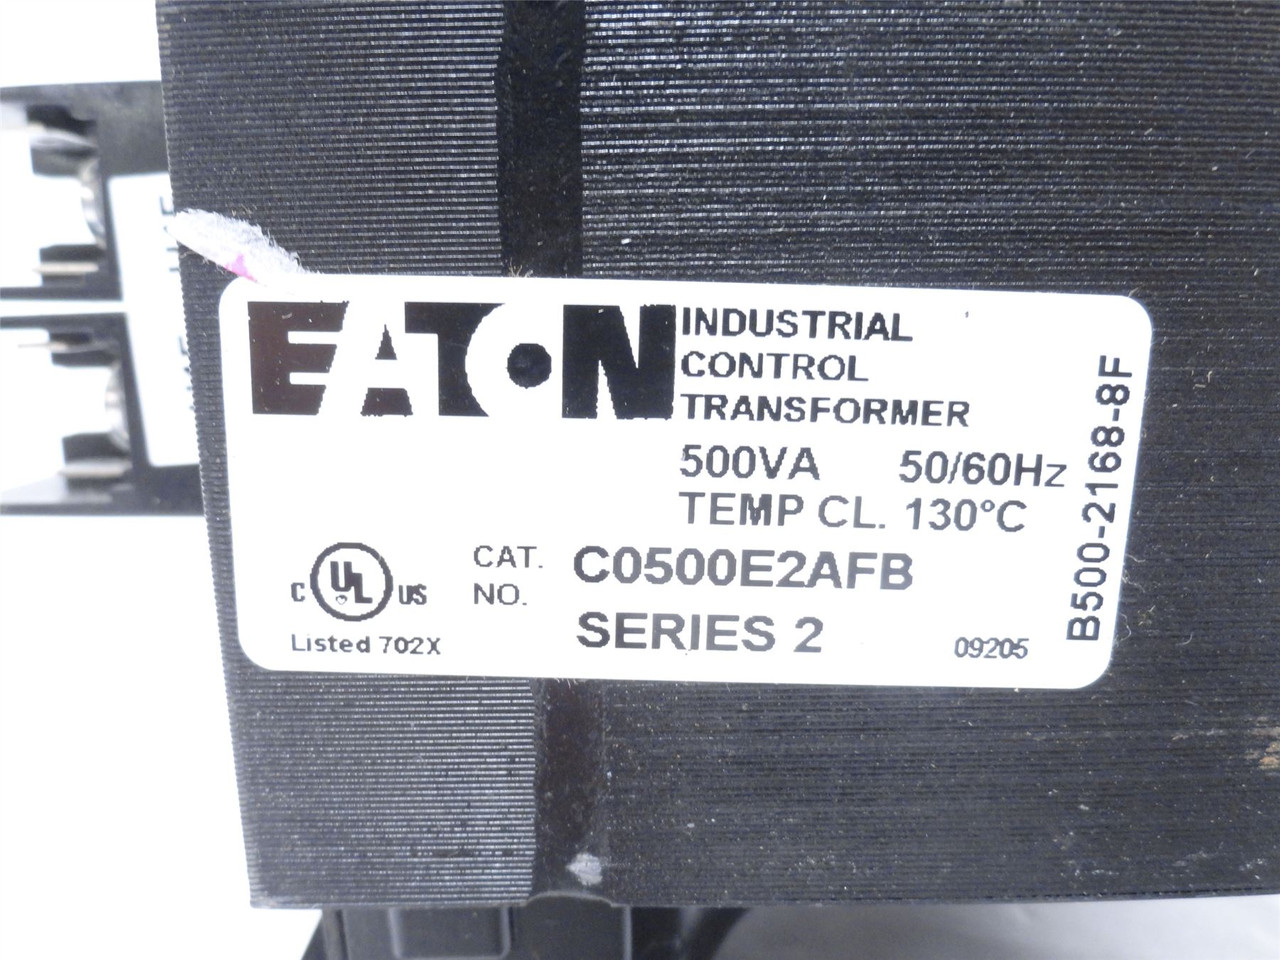 EATON
INDUSTRIAL
CONTROL
TRANSFORMER
500VA 50/60Hz
TEMP CL. 130°C
C UL US
Listed 702X
CAT.
NO.
C0500E2AFB
SERIES 2
09205
B500-2168-8F